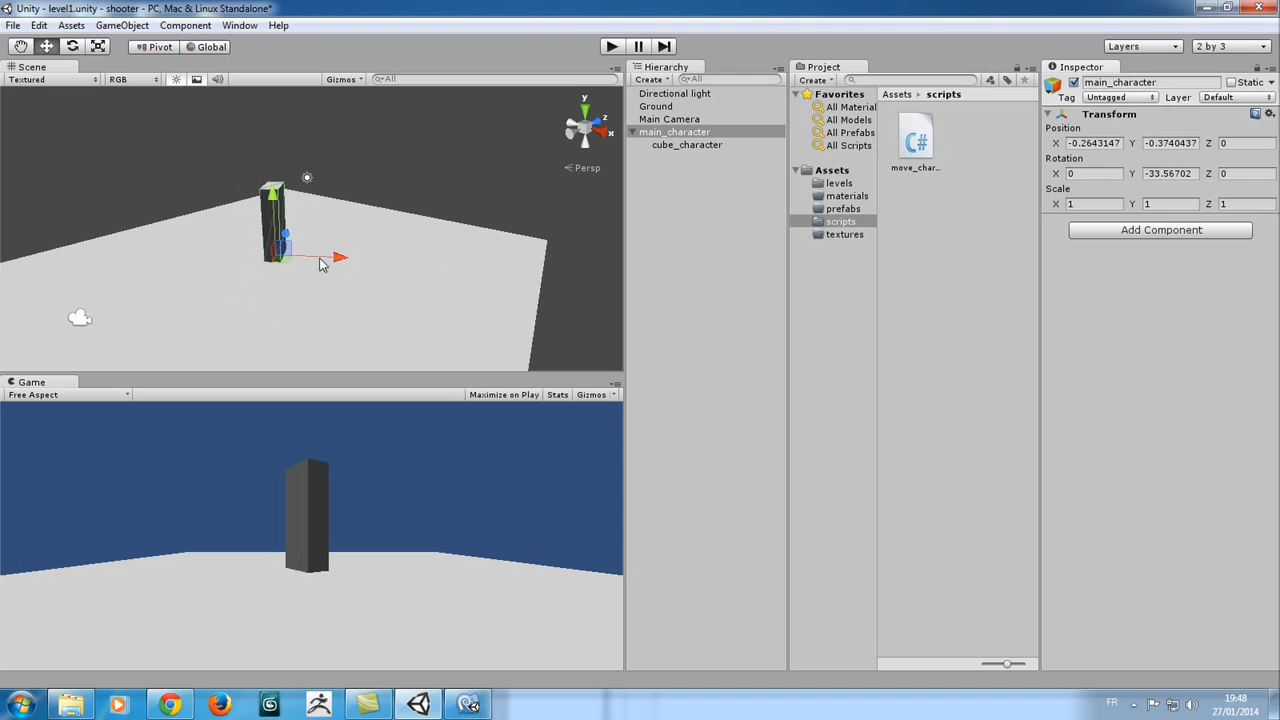 Unity - level1.unity - shooter - PC, Mac & Linux Standalone*
File Edit Assets GameObject Component Window Help
Pivot Global Layers 2 by 3
Scene
Textured RGB Gizmos All
y
z
x
Persp
Game
Free Aspect Maximize on Play Stats Gizmos
Hierarchy
Create All
Directional light
Ground
Main Camera
main_character
cube_character
Project
Create
Favorites
All Material
All Models
All Prefabs
All Scripts
Assets
levels
materials
prefabs
scripts
textures
Assets scripts
C#
move_char...
Inspector
main_character Static
Tag Untagged Layer Default
Transform
Position
X -0.2643147 Y -0.3740437 Z 0
Rotation
X 0 Y -33.56702 Z 0
Scale
X 1 Y 1 Z 1
Add Component
FR 19:48
27/01/2014